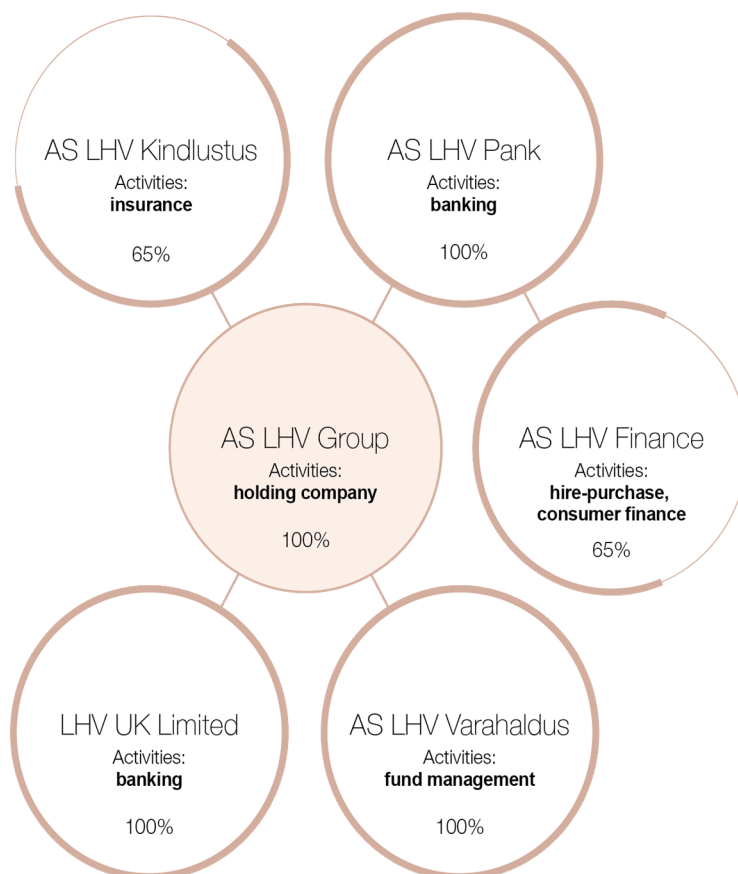 AS LHV Kindlustus
Activities:
insurance
65%
AS LHV Pank
Activities:
banking
100%
AS LHV Group
Activities:
holding company
100%
AS LHV Finance
Activities:
hire-purchase,
consumer finance
65%
LHV UK Limited
Activities:
banking
100%
AS LHV Varahaldus
Activities:
fund management
100%